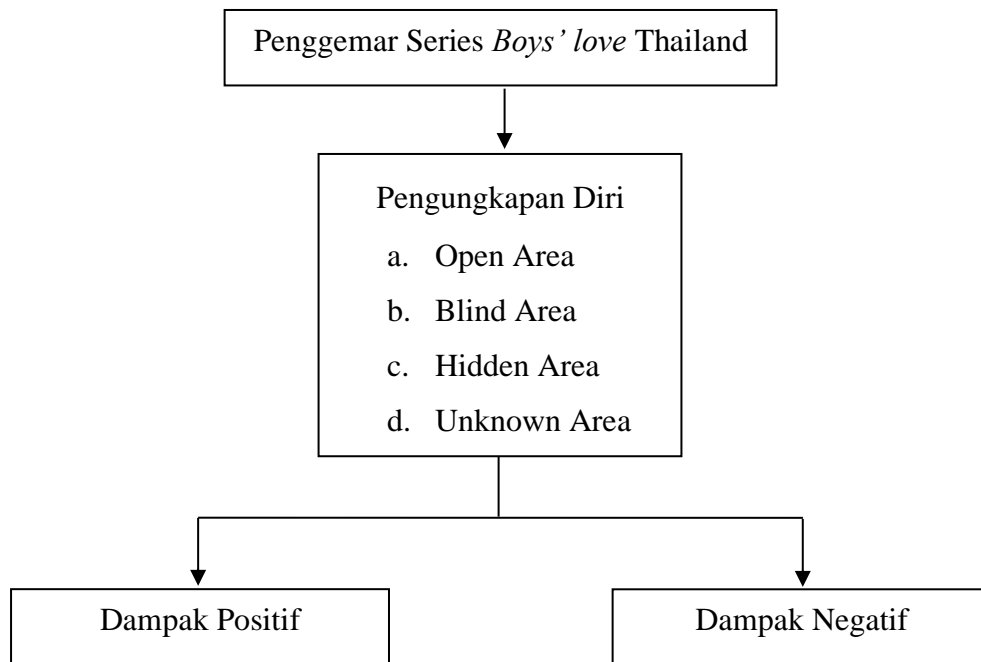 Penggemar Series Boys’ love Thailand
Pengungkapan Diri
a. Open Area
b. Blind Area
c. Hidden Area
d. Unknown Area
Dampak Positif
Dampak Negatif